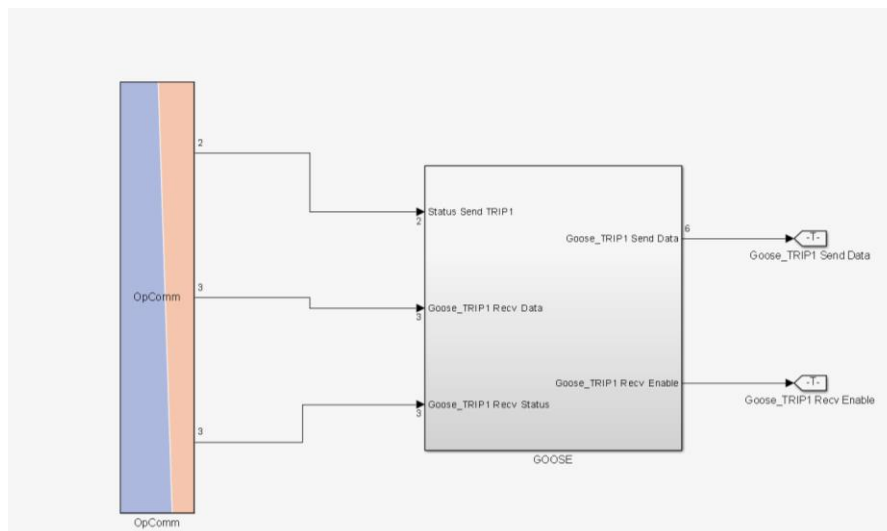 2
Status Send TRIP1
2
6
Goose_TRIP1 Send Data
-T-
Goose_TRIP1 Send Data
OpComm
3
Goose_TRIP1 Recv Data
3
Goose_TRIP1 Recv Enable
-T-
Goose_TRIP1 Recv Enable
3
Goose_TRIP1 Recv Status
3
GOOSE
OpComm